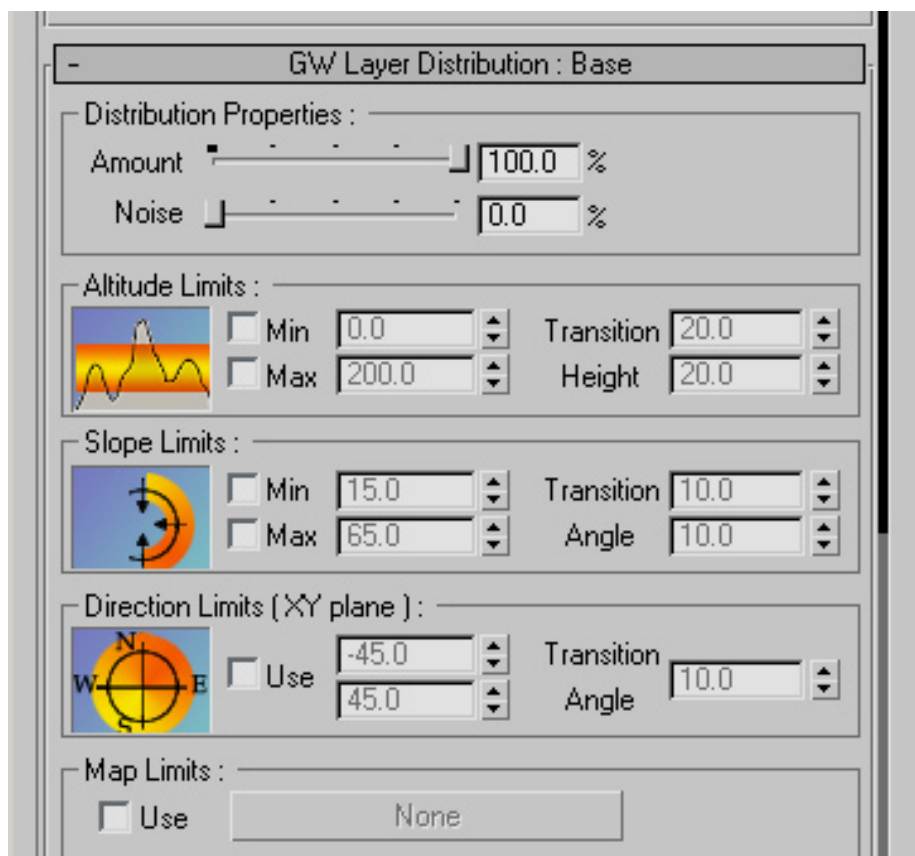 - GW Layer Distribution : Base
Distribution Properties :
Amount 100.0 %
Noise 0.0 %
Altitude Limits :
Min 0.0 Transition 20.0
Max 200.0 Height 20.0
Slope Limits :
Min 15.0 Transition 10.0
Max 65.0 Angle 10.0
Direction Limits ( XY plane ) :
N
W E
S
Use -45.0 Transition 10.0
45.0 Angle
Map Limits :
Use None